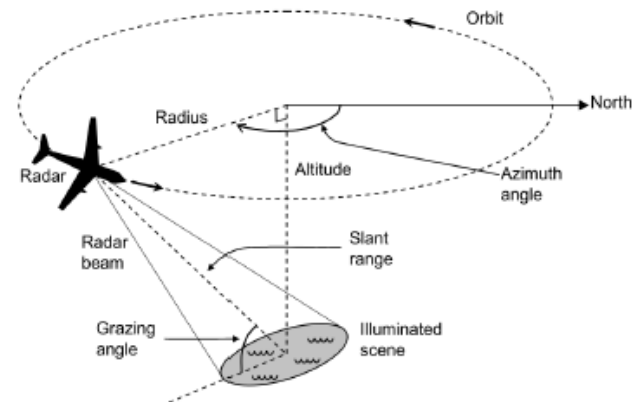 Orbit
North
Radius
Radar
Altitude
Azimuth
angle
Radar
beam
Slant
range
Grazing
angle
Illuminated
scene